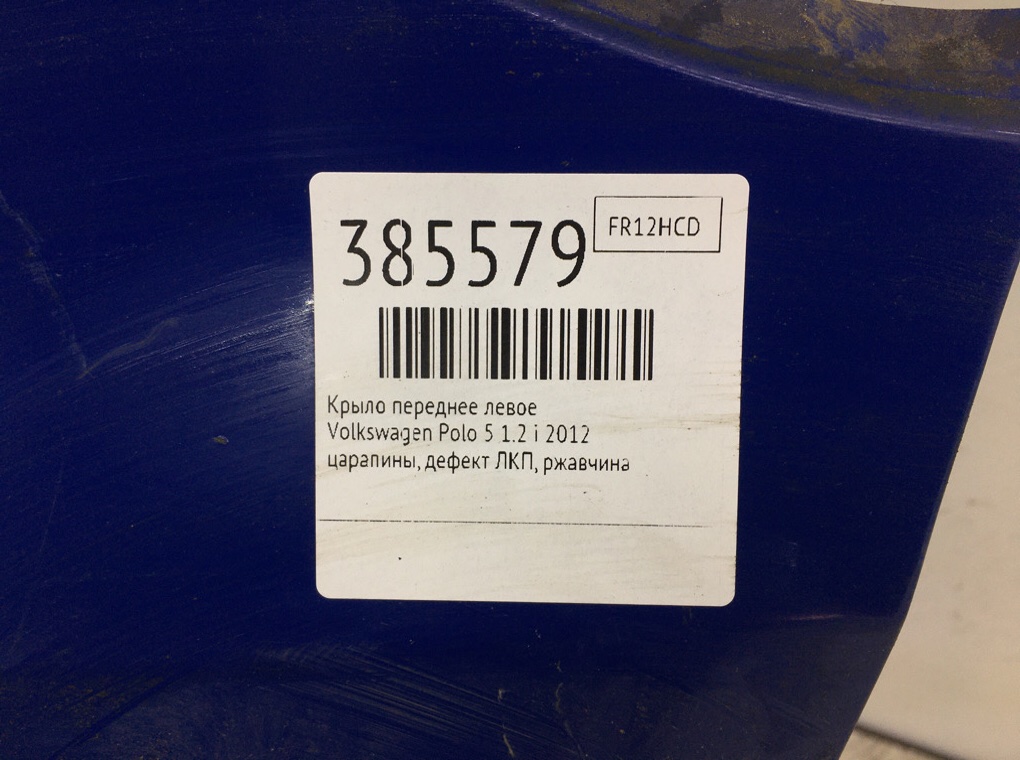 385579
FR12HCD
Крыло переднее левое
Volkswagen Polo 5 1.2 i 2012
царапины, дефект ЛКП, ржавчина